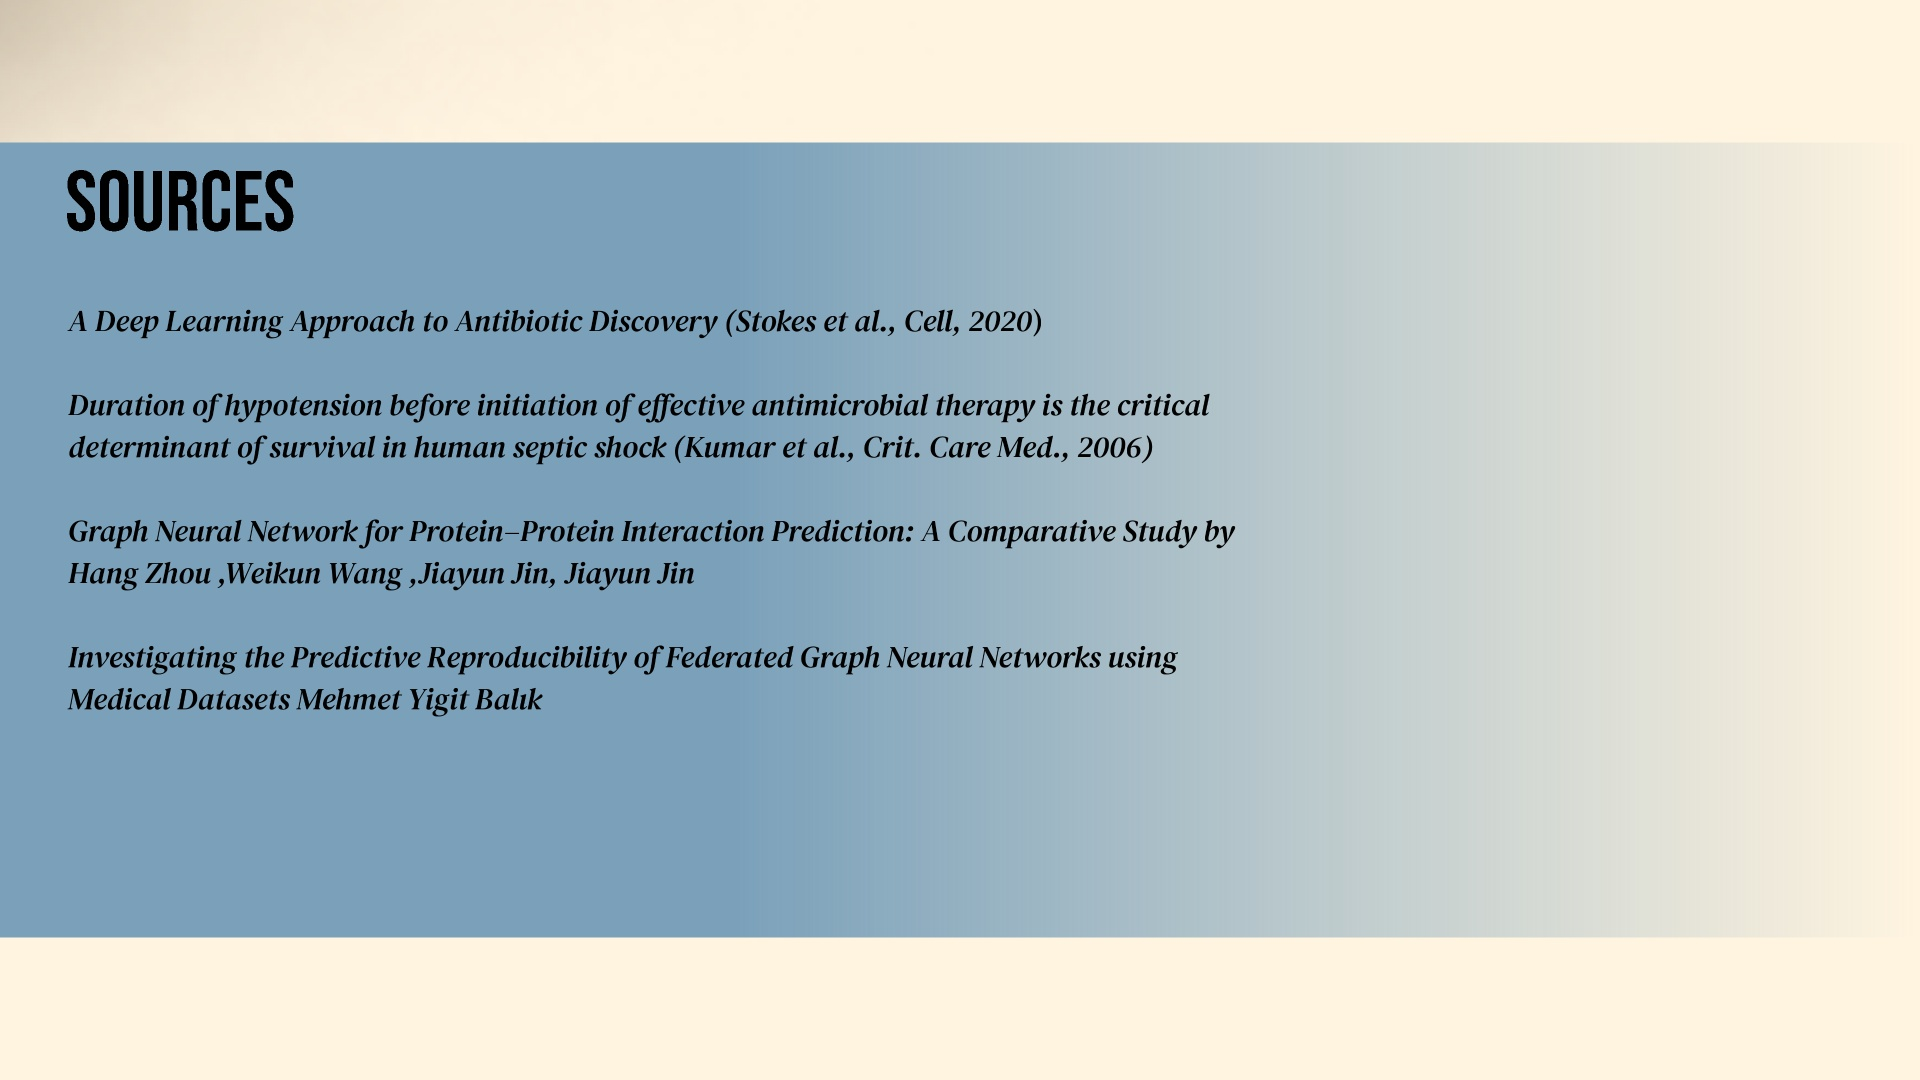 SOURCES
A Deep Learning Approach to Antibiotic Discovery (Stokes et al., Cell, 2020)
Duration of hypotension before initiation of effective antimicrobial therapy is the critical
determinant of survival in human septic shock (Kumar et al., Crit. Care Med., 2006)
Graph Neural Network for Protein–Protein Interaction Prediction: A Comparative Study by
Hang Zhou ,Weikun Wang ,Jiayun Jin, Jiayun Jin
Investigating the Predictive Reproducibility of Federated Graph Neural Networks using
Medical Datasets Mehmet Yigit Balık